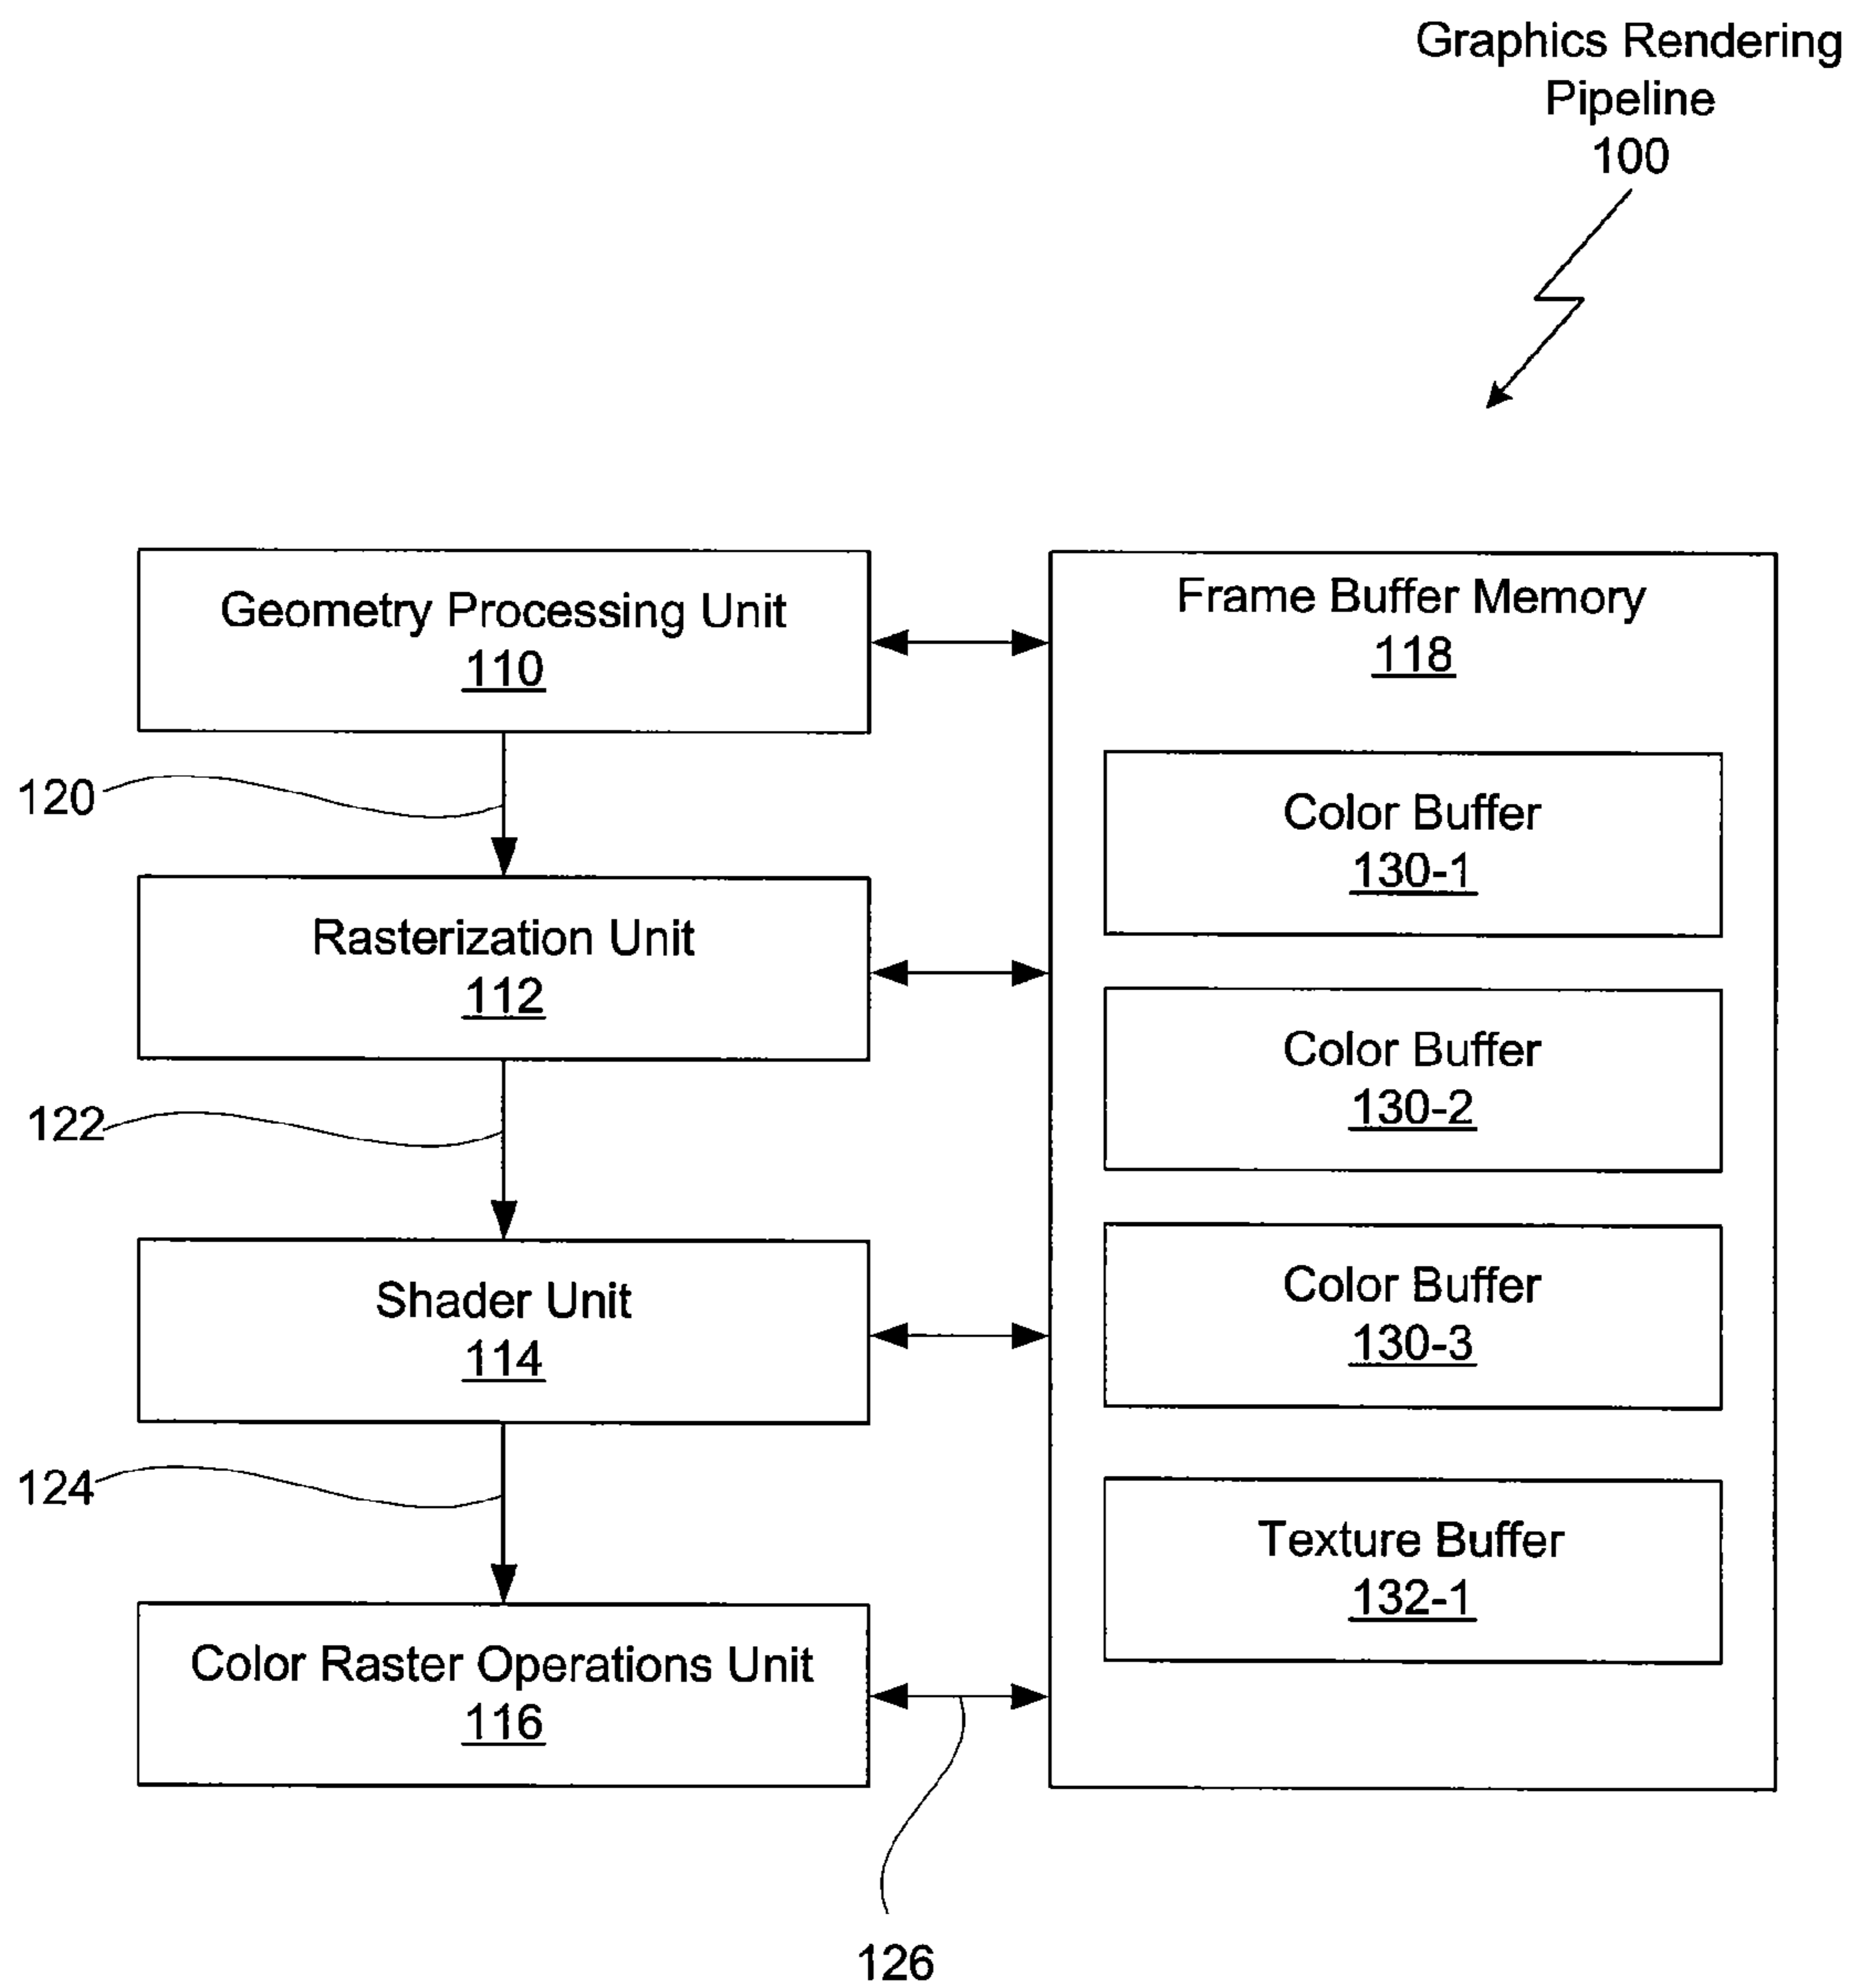 Graphics Rendering
Pipeline
100
Geometry Processing Unit
110
120
Rasterization Unit
112
122
Shader Unit
114
124
Color Raster Operations Unit
116
126
Frame Buffer Memory
118
Color Buffer
130-1
Color Buffer
130-2
Color Buffer
130-3
Texture Buffer
132-1